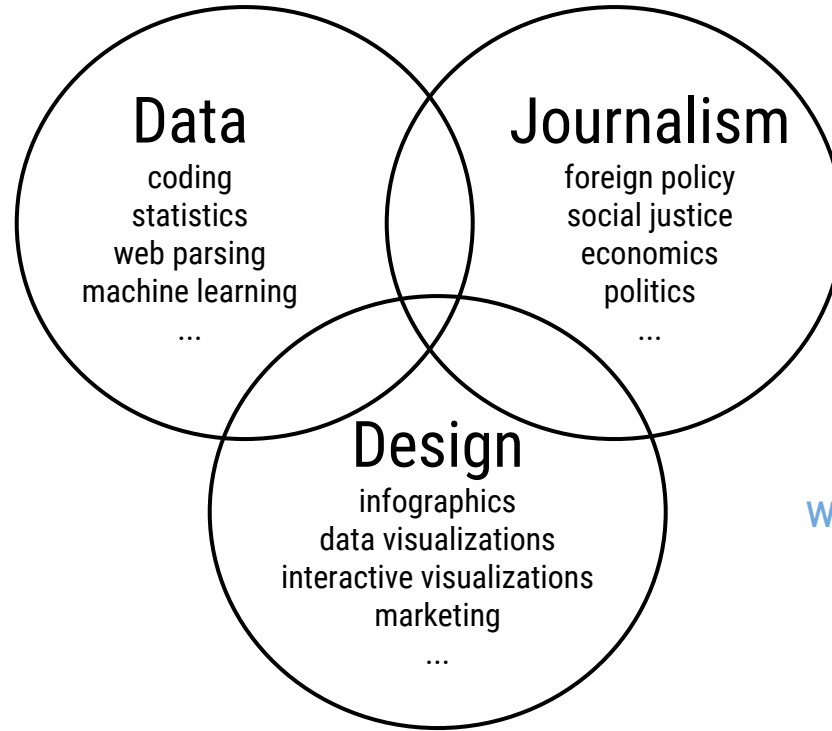 Data
coding
statistics
web parsing
machine learning
...
Journalism
foreign policy
social justice
economics
politics
...
Design
infographics
data visualizations
interactive visualizations
marketing
...